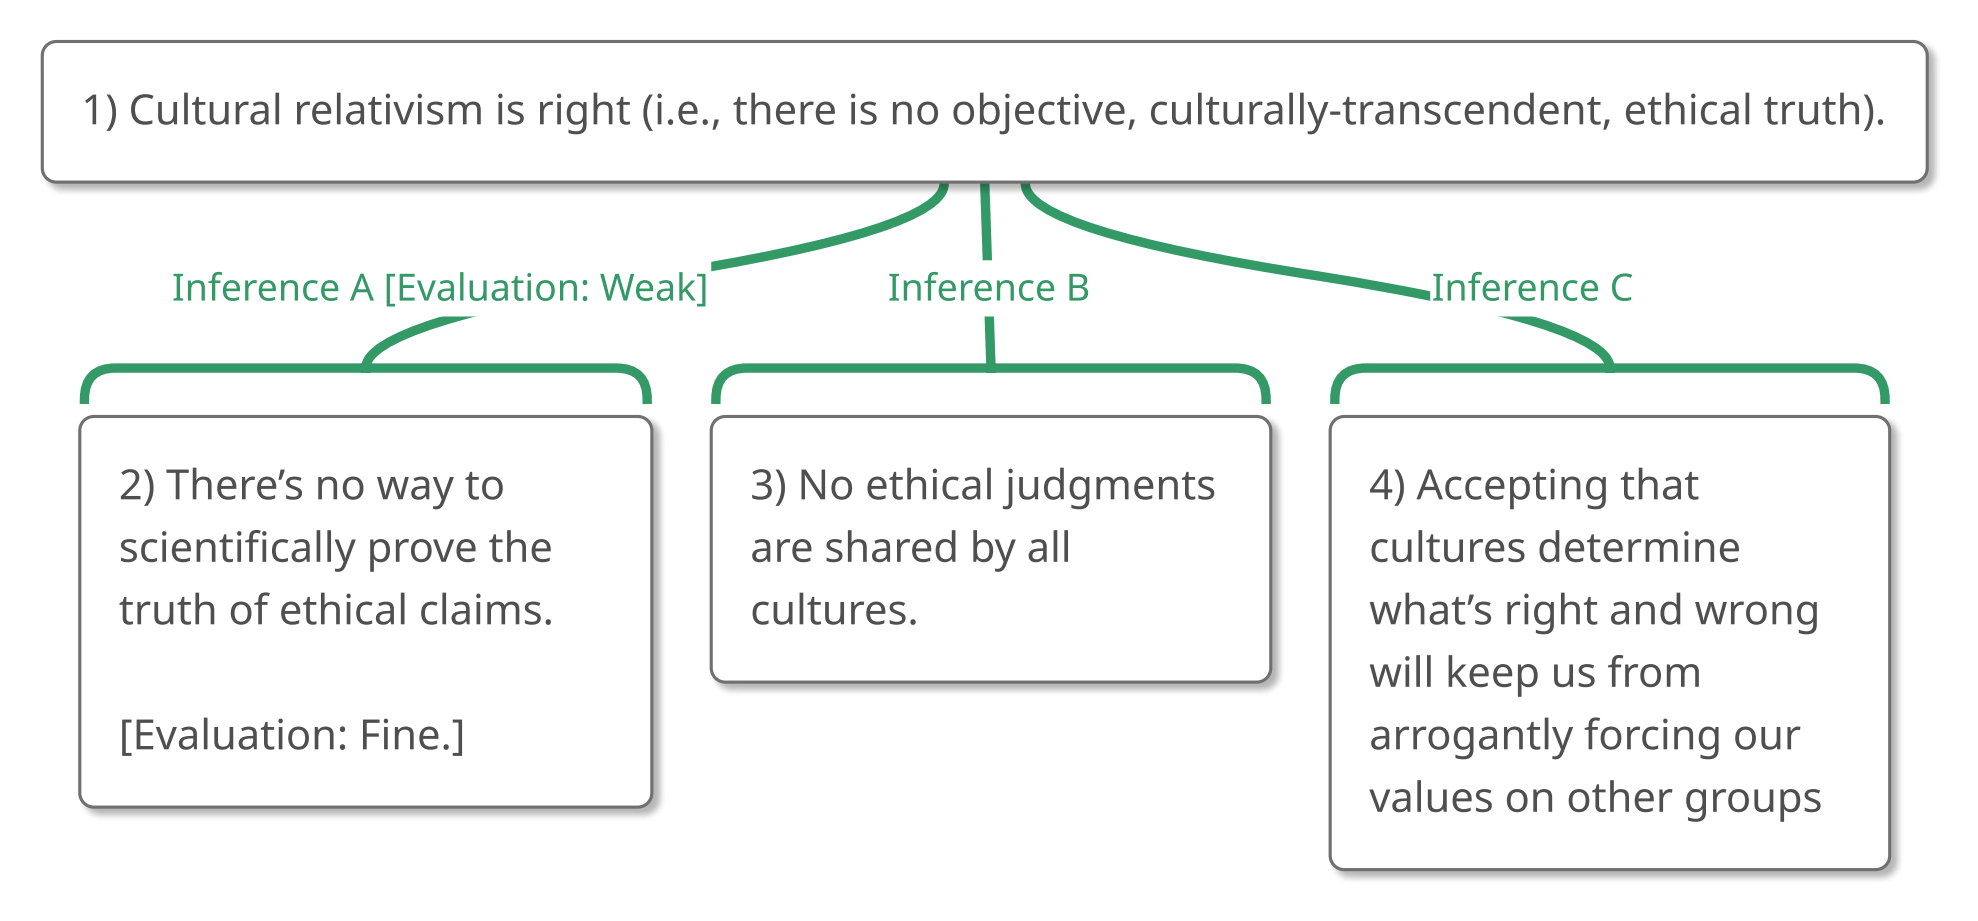 1) Cultural relativism is right (i.e., there is no objective, culturally-transcendent, ethical truth).
Inference A [Evaluation: Weak]
Inference B
Inference C
2) There’s no way to
scientifically prove the
truth of ethical claims.
[Evaluation: Fine.]
3) No ethical judgments
are shared by all
cultures.
4) Accepting that
cultures determine
what’s right and wrong
will keep us from
arrogantly forcing our
values on other groups